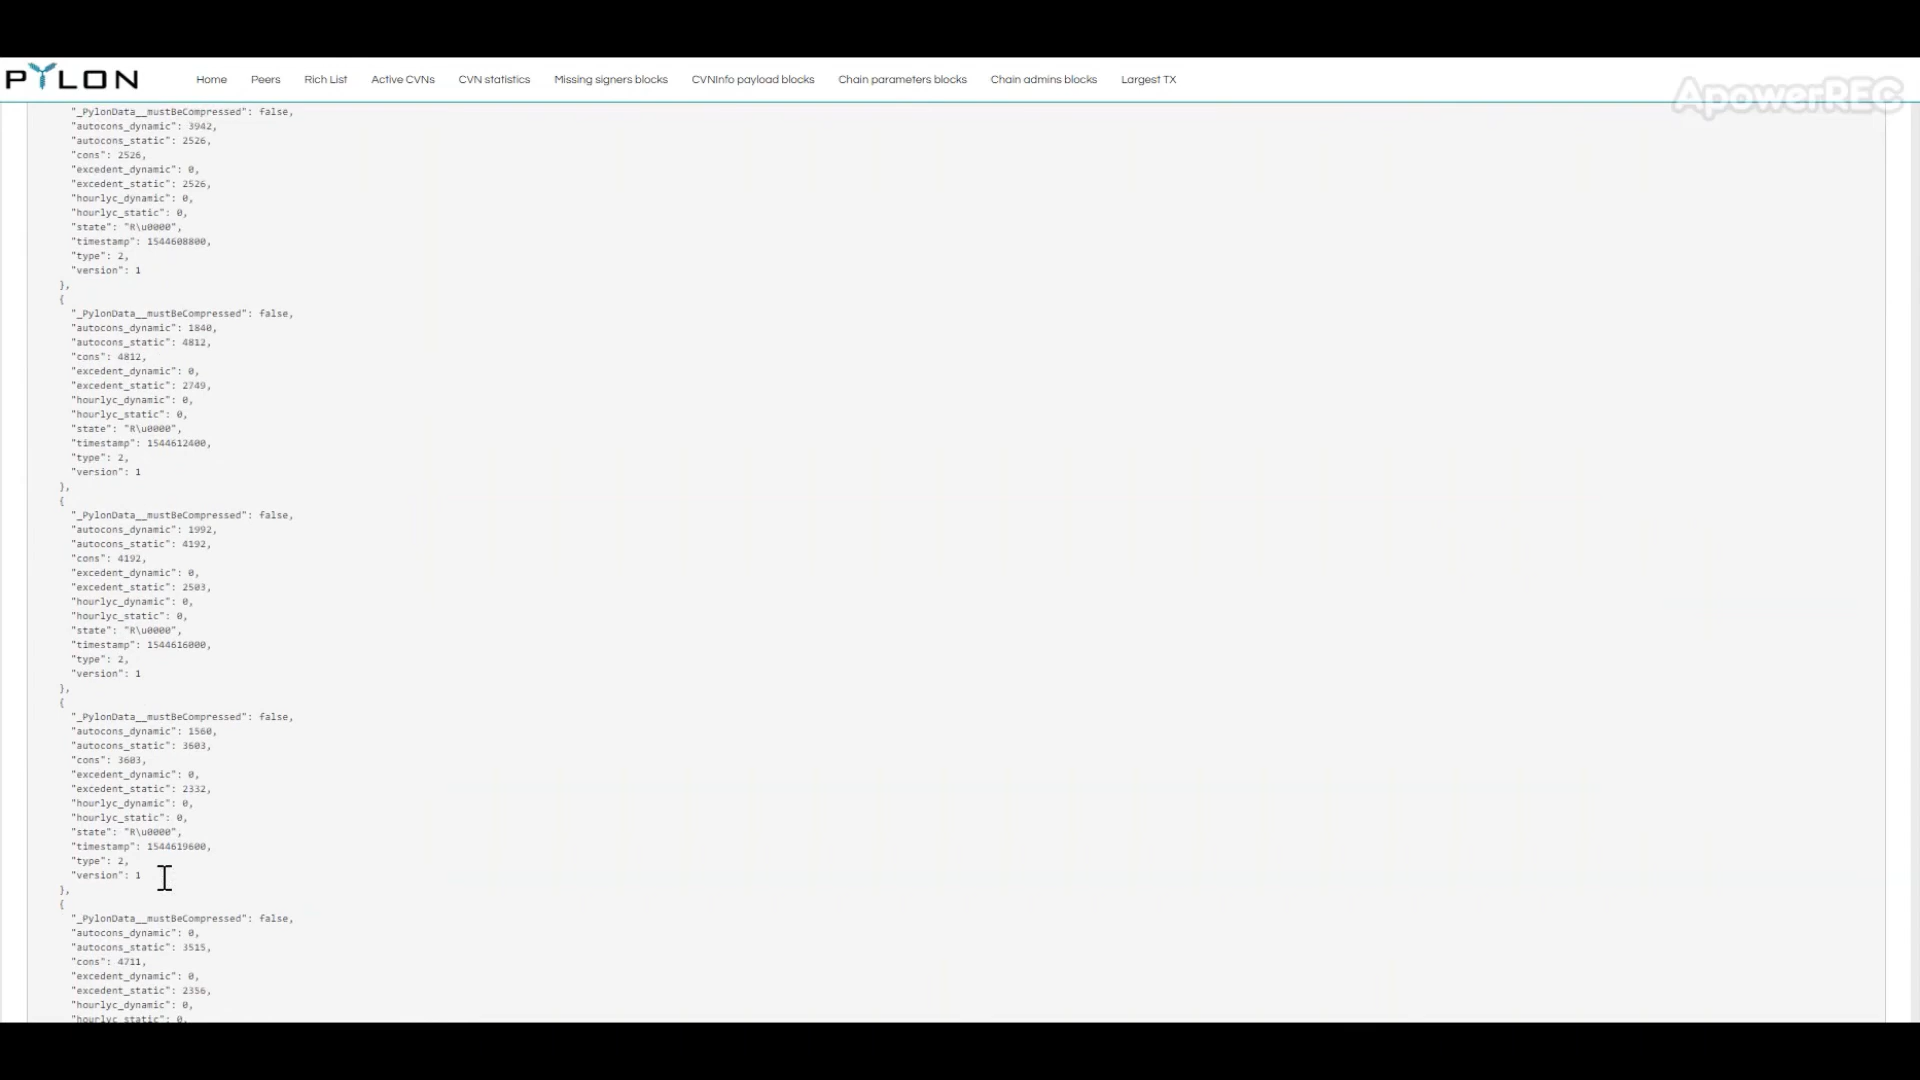 PYLON
Home Peers Rich List Active CVNs CVN statistics Missing signers blocks CVNInfo payload blocks Chain parameters blocks Chain admins blocks Largest TX
ApowerREC
"_PylonData__mustBeCompressed": false,
"autocons_dynamic": 3942,
"autocons_static": 2526,
"cons": 2526,
"excedent_dynamic": 0,
"excedent_static": 2526,
"hourlyc_dynamic": 0,
"hourlyc_static": 0,
"state": "R\u0000",
"timestamp": 1544608800,
"type": 2,
"version": 1
},
{
"_PylonData__mustBeCompressed": false,
"autocons_dynamic": 1840,
"autocons_static": 4812,
"cons": 4812,
"excedent_dynamic": 0,
"excedent_static": 2749,
"hourlyc_dynamic": 0,
"hourlyc_static": 0,
"state": "R\u0000",
"timestamp": 1544612400,
"type": 2,
"version": 1
},
{
"_PylonData__mustBeCompressed": false,
"autocons_dynamic": 1992,
"autocons_static": 4192,
"cons": 4192,
"excedent_dynamic": 0,
"excedent_static": 2503,
"hourlyc_dynamic": 0,
"hourlyc_static": 0,
"state": "R\u0000",
"timestamp": 1544616000,
"type": 2,
"version": 1
},
{
"_PylonData__mustBeCompressed": false,
"autocons_dynamic": 1560,
"autocons_static": 3603,
"cons": 3603,
"excedent_dynamic": 0,
"excedent_static": 2332,
"hourlyc_dynamic": 0,
"hourlyc_static": 0,
"state": "R\u0000",
"timestamp": 1544619600,
"type": 2,
"version": 1
},
{
"_PylonData__mustBeCompressed": false,
"autocons_dynamic": 0,
"autocons_static": 3515,
"cons": 4711,
"excedent_dynamic": 0,
"excedent_static": 2356,
"hourlyc_dynamic": 0,
"hourlyc_static": 0,